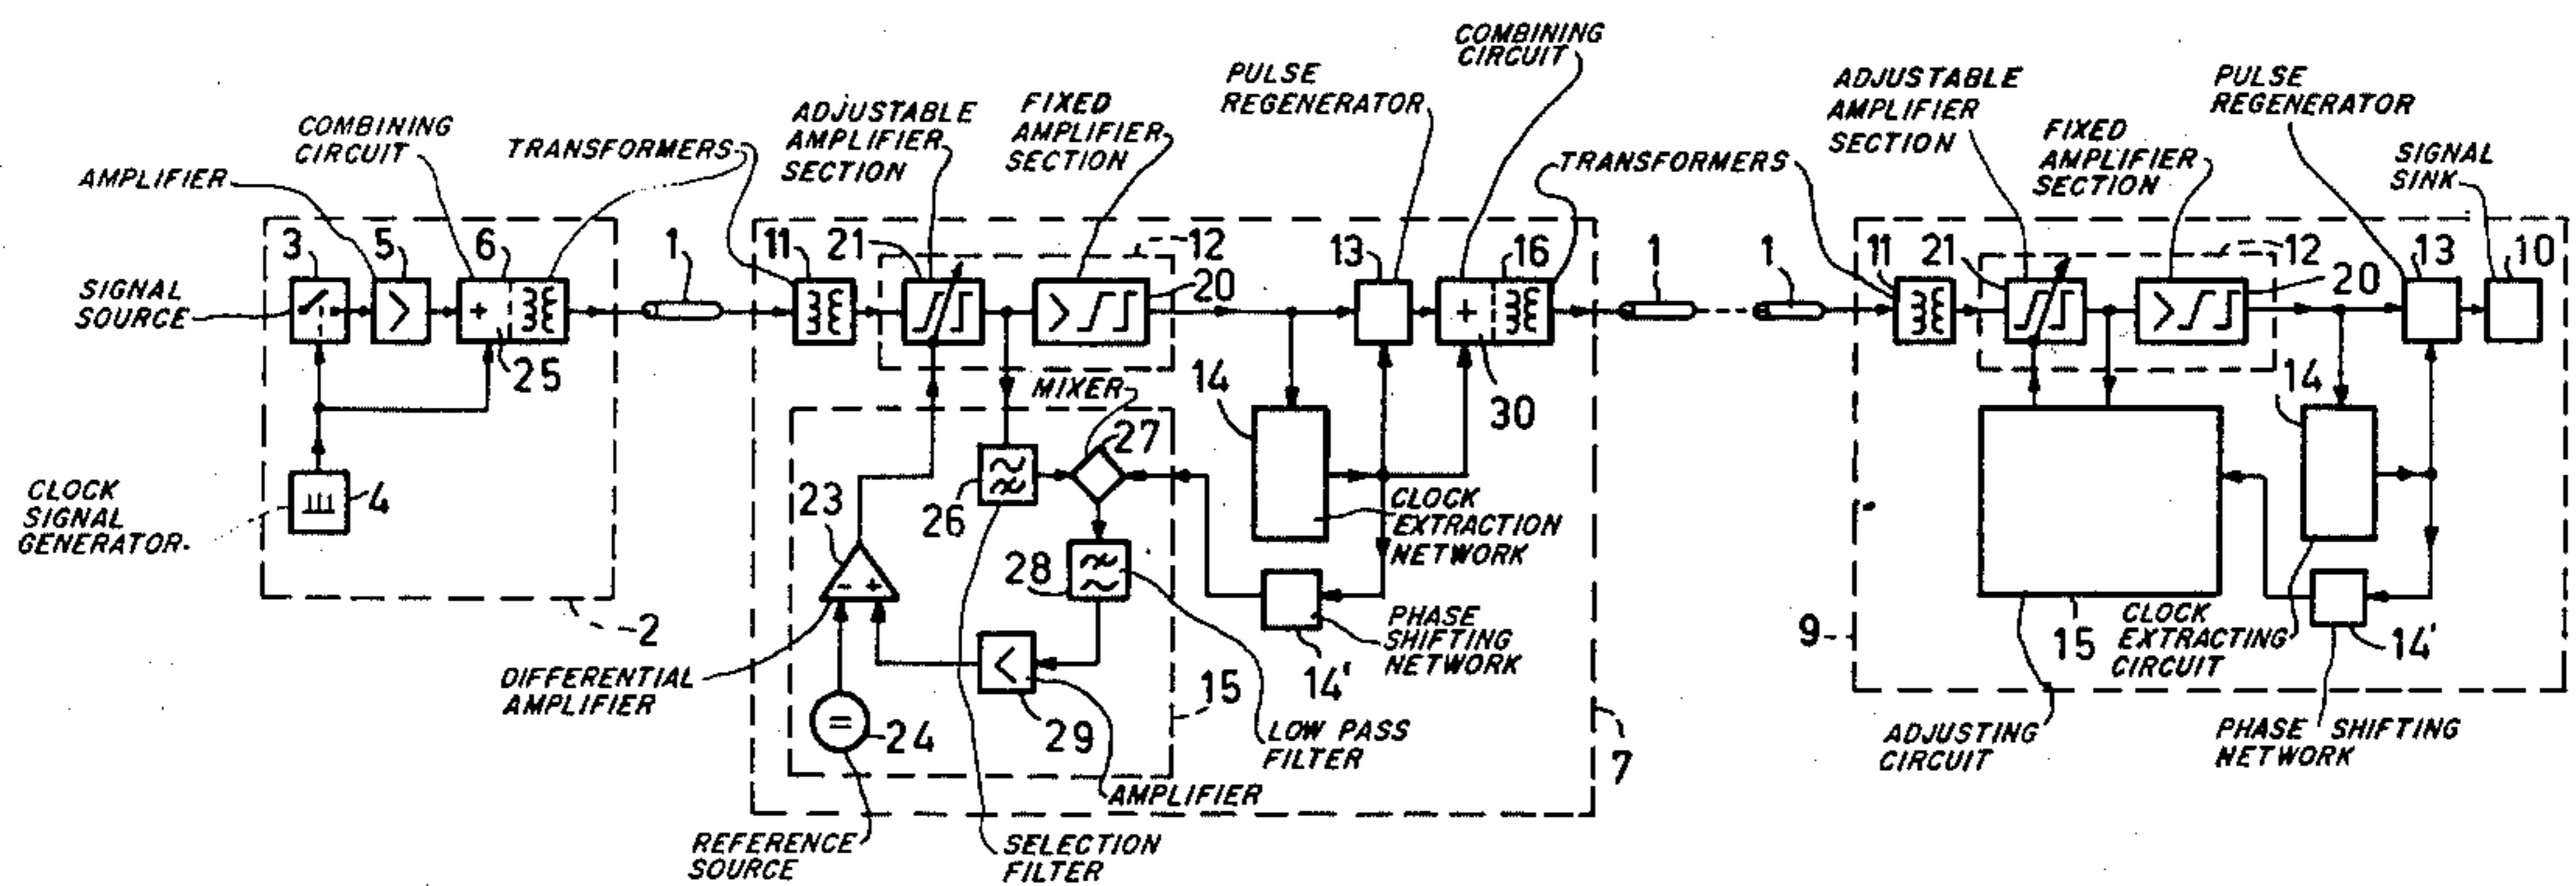 COMBINING
CIRCUIT
PULSE
REGENERATOR
ADJUSTABLE
AMPLIFIER
SECTION
PULSE
REGENERATOR
ADJUSTABLE
AMPLIFIER
SECTION
FIXED
AMPLIFIER
SECTION
COMBINING
CIRCUIT
TRANSFORMERS
AMPLIFIER
TRANSFORMERS
FIXED
AMPLIFIER
SECTION
SIGNAL
SINK
3 5 6 1 11 21 12 20 13 16 1 1 11 21 12 20 13 10
SIGNAL
SOURCE
+
25
+
30
> > >
MIXER
27
14
14
CLOCK
SIGNAL
GENERATOR
4
23
26
CLOCK
EXTRACTION
NETWORK
28
- +
2
PHASE
SHIFTING
NETWORK
14'
9
15
CLOCK
EXTRACTING
CIRCUIT
14'
DIFFERENTIAL
AMPLIFIER
<
15
= 24
29
LOW PASS
FILTER
7
ADJUSTING
CIRCUIT
PHASE SHIFTING
NETWORK
AMPLIFIER
REFERENCE
SOURCE
SELECTION
FILTER